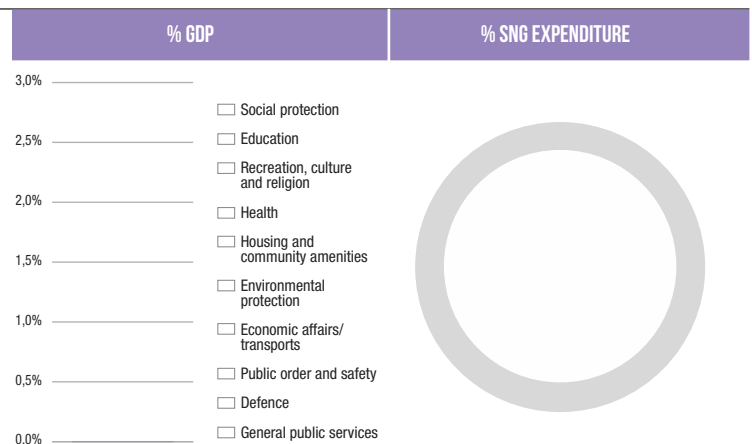 % GDP
% SNG EXPENDITURE
3,0%
2,5%
2,0%
1,5%
1,0%
0,5%
0.0%
Social protection
Education
Recreation, culture
and religion
Health
Housing and
community amenities
Environmental
protection
Economic affairs/
transports
Public order and safety
Defence
General public services